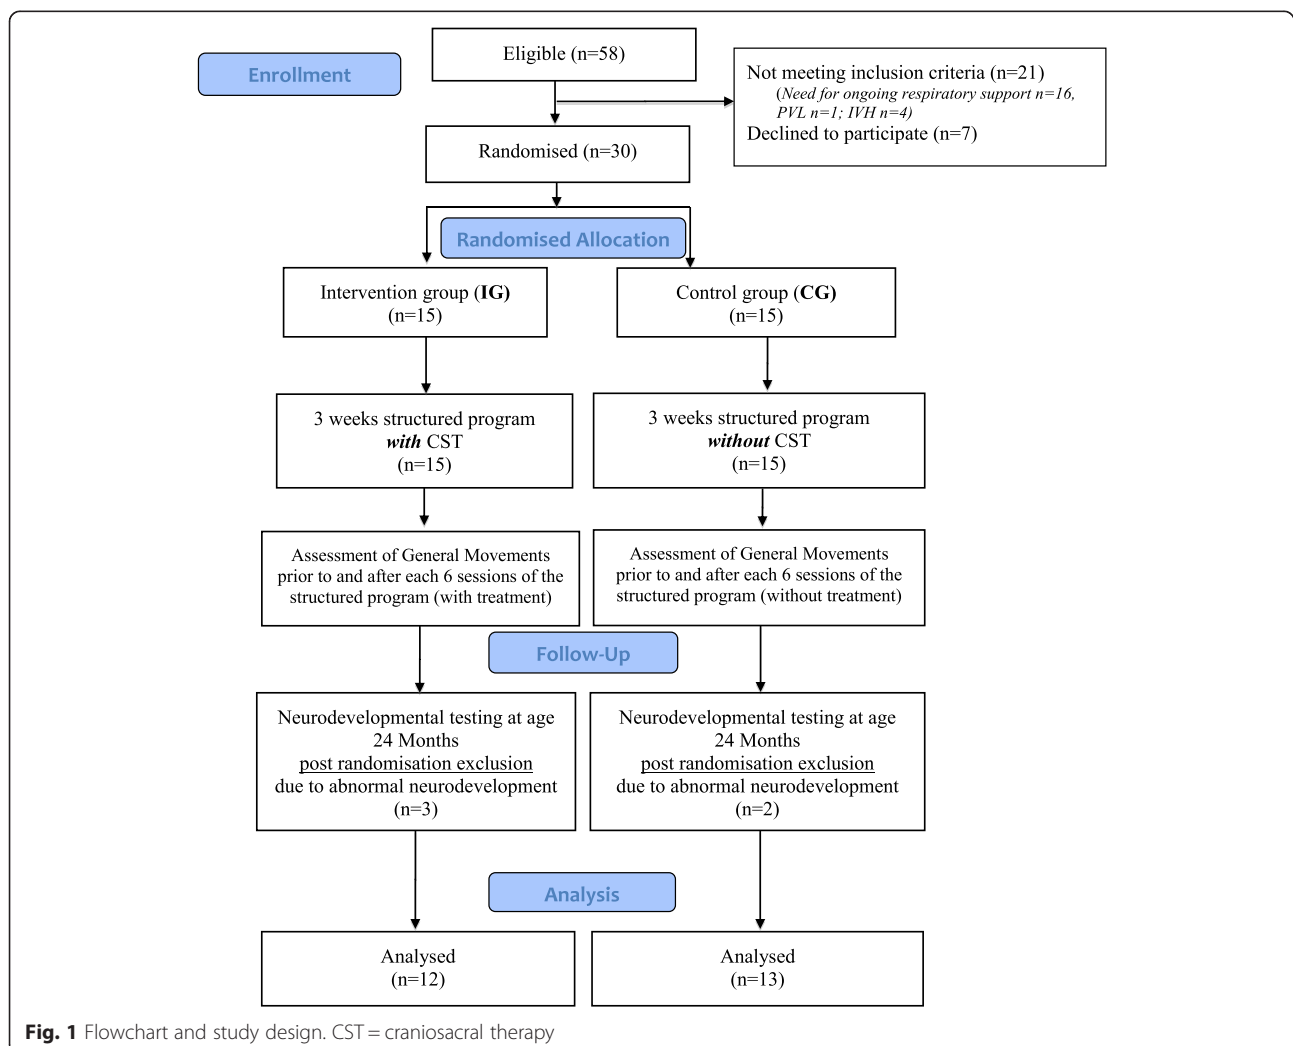 Enrollment
Eligible (n=58)
Not meeting inclusion criteria (n=21)
(Need for ongoing respiratory support n=16,
PVL n=1; IVH n=4)
Declined to participate (n=7)
Randomised (n=30)
Randomised Allocation
Intervention group (IG)
(n=15)
Control group (CG)
(n=15)
3 weeks structured program
with CST
(n=15)
3 weeks structured program
without CST
(n=15)
Assessment of General Movements
prior to and after each 6 sessions of the
structured program (with treatment)
Assessment of General Movements
prior to and after each 6 sessions of the
structured program (without treatment)
Follow-Up
Neurodevelopmental testing at age
24 Months
post randomisation exclusion
due to abnormal neurodevelopment
(n=3)
Neurodevelopmental testing at age
24 Months
post randomisation exclusion
due to abnormal neurodevelopment
(n=2)
Analysis
Analysed
(n=12)
Analysed
(n=13)
Fig. 1 Flowchart and study design. CST = craniosacral therapy